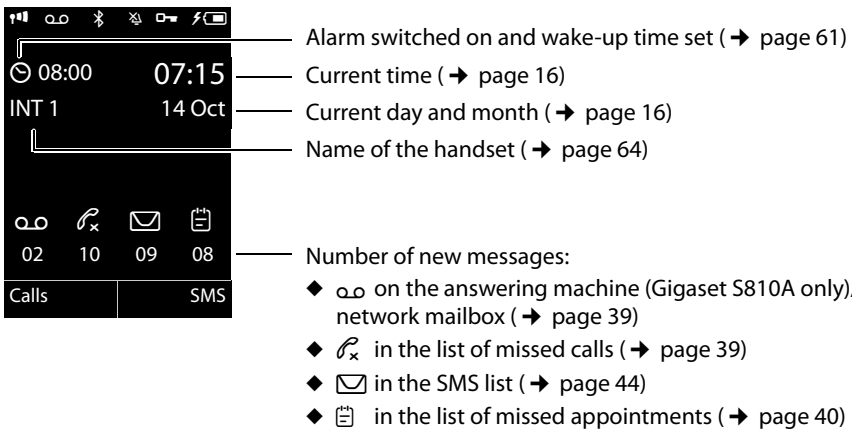 Alarm switched on and wake-up time set (➔ page 61)
08:00 07:15
Current time (➔ page 16)
INT 1 14 Oct
Current day and month (➔ page 16)
Name of the handset (➔ page 64)
02 10 09 08
Number of new messages:
Calls SMS
◆ on the answering machine (Gigaset S810A only)/
network mailbox (➔ page 39)
◆ in the list of missed calls (➔ page 39)
◆ in the SMS list (➔ page 44)
◆ in the list of missed appointments (➔ page 40)